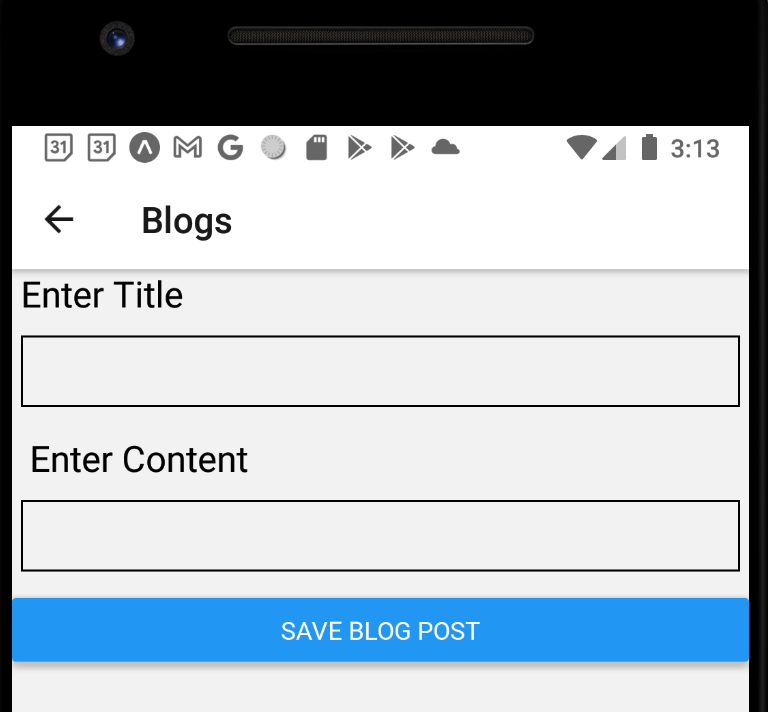 31 31 G 3:13
Blogs
Enter Title
Enter Content
SAVE BLOG POST